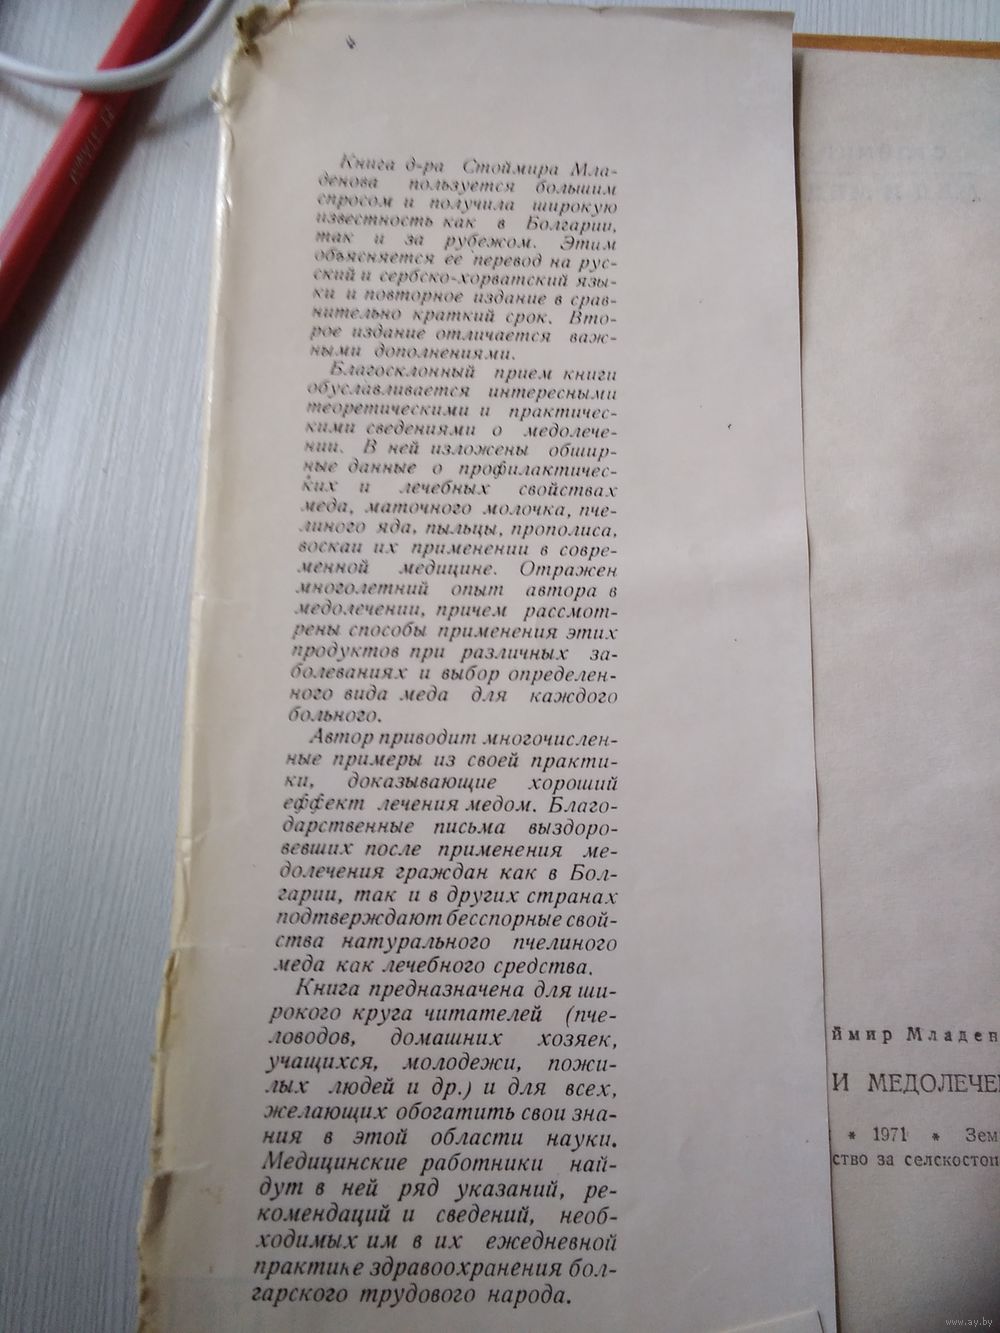 Книга д-ра Стоймира Мла-
денова пользуется большим
спросом и получила широкую
известность как в Болгарии,
так и за рубежом. Этим
объясняется ее перевод на рус-
ский и сербско-хорватский язы-
ки и повторное издание в срав-
нительно краткий срок. Вто-
рое издание отличается важ-
ными дополнениями.
Благосклонный прием книги
обуславливается интересными
теоретическими и практичес-
кими сведениями о медолече-
нии. В ней изложены обшир-
ные данные о профилактичес-
ких и лечебных свойствах
меда, маточного молочка, пче-
линого яда, пыльцы, прополиса,
воскаи их применении в совре-
менной медицине. Отражен
многолетний опыт автора в
медолечении, причем рассмот-
рены способы применения этих
продуктов при различных за-
болеваниях и выбор определен-
ного вида меда для каждого
больного.
Автор приводит многочислен-
ные примеры из своей практи-
ки, доказывающие хороший
еффект лечения медом. Благо-
дарственные письма выздоро-
вевших после применения ме-
долечения граждан как в Бол-
гарии, так и в других странах
подтверждают бесспорные свой-
ства натурального пчелиного
меда как лечебного средства.
Книга предназначена для ши-
рокого круга читателей (пче-
ловодов, домашних хозяек,
учащихся, молодежи, пожи-
лых людей и др.) и для всех,
желающих обогатить свои зна-
ния в этой области науки.
Медицинские работники най-
дут в ней ряд указаний, ре-
комендаций и сведений, необ-
ходимых им в их ежедневной
практике здравоохранения бол-
гарского трудового народа.
ймир Младен
И МЕДОЛЕЧЕ
* 1971 * Зем
ство за селскостоп
www.ay.by